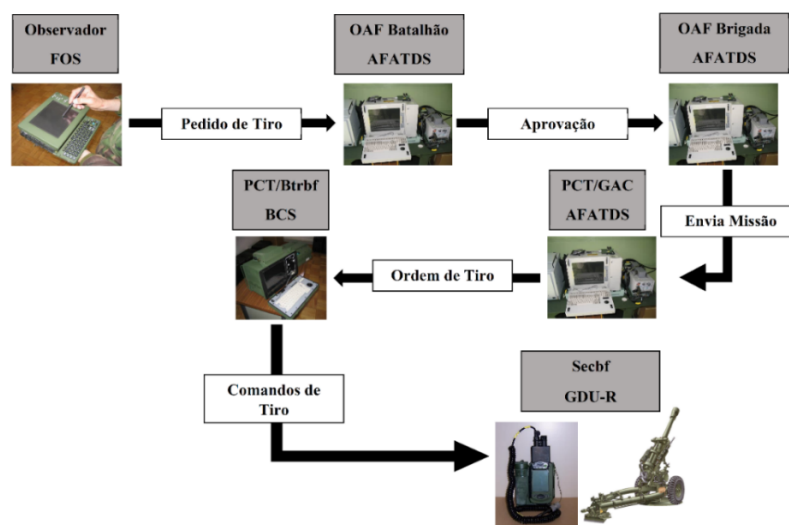 Observador
FOS
OAF Batalhão
AFATDS
OAF Brigada
AFATDS
Pedido de Tiro
Aprovação
PCT/Btrbf
BCS
PCT/GAC
AFATDS
Envia Missão
Ordem de Tiro
Comandos de
Tiro
Secbf
GDU-R